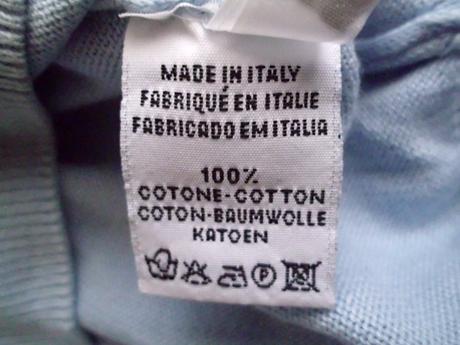 MADE IN ITALY
FABRIQUÉ EN ITALIE
FABRICADO EM ITALIA
100%
COTONE-COTTON
COTON-BAUMWOLLE
KATOEN
P